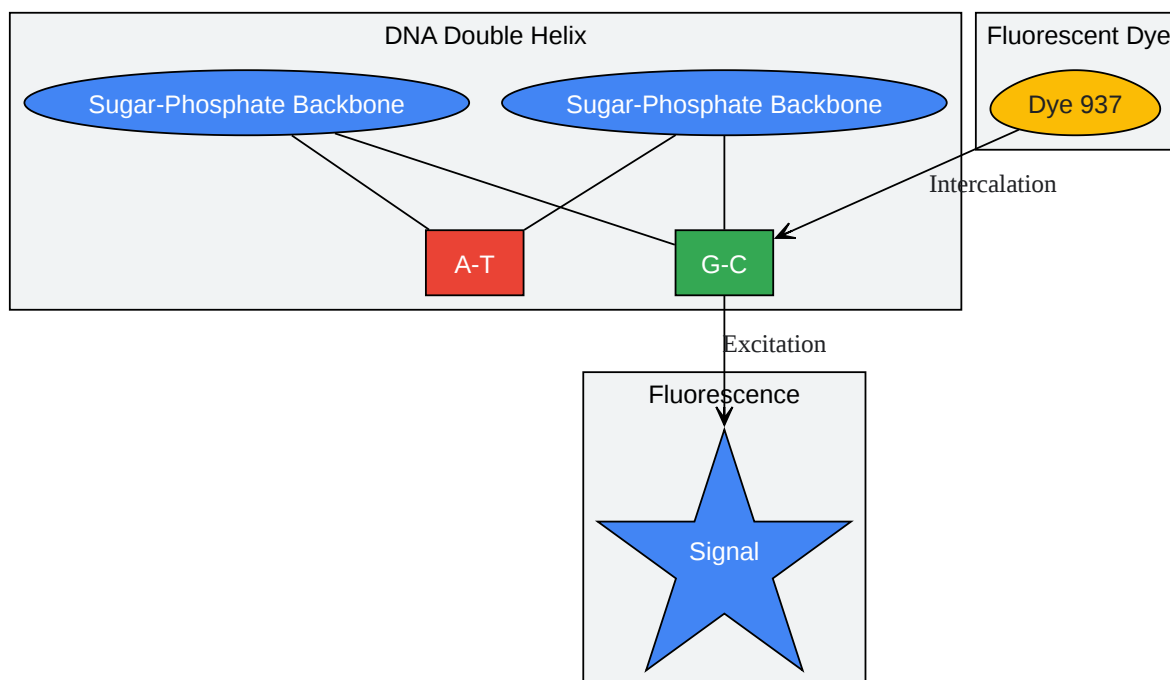 DNA Double Helix
Fluorescent Dye
Sugar-Phosphate Backbone
Sugar-Phosphate Backbone
Dye 937
Intercalation
A-T
G-C
Excitation
Fluorescence
Signal